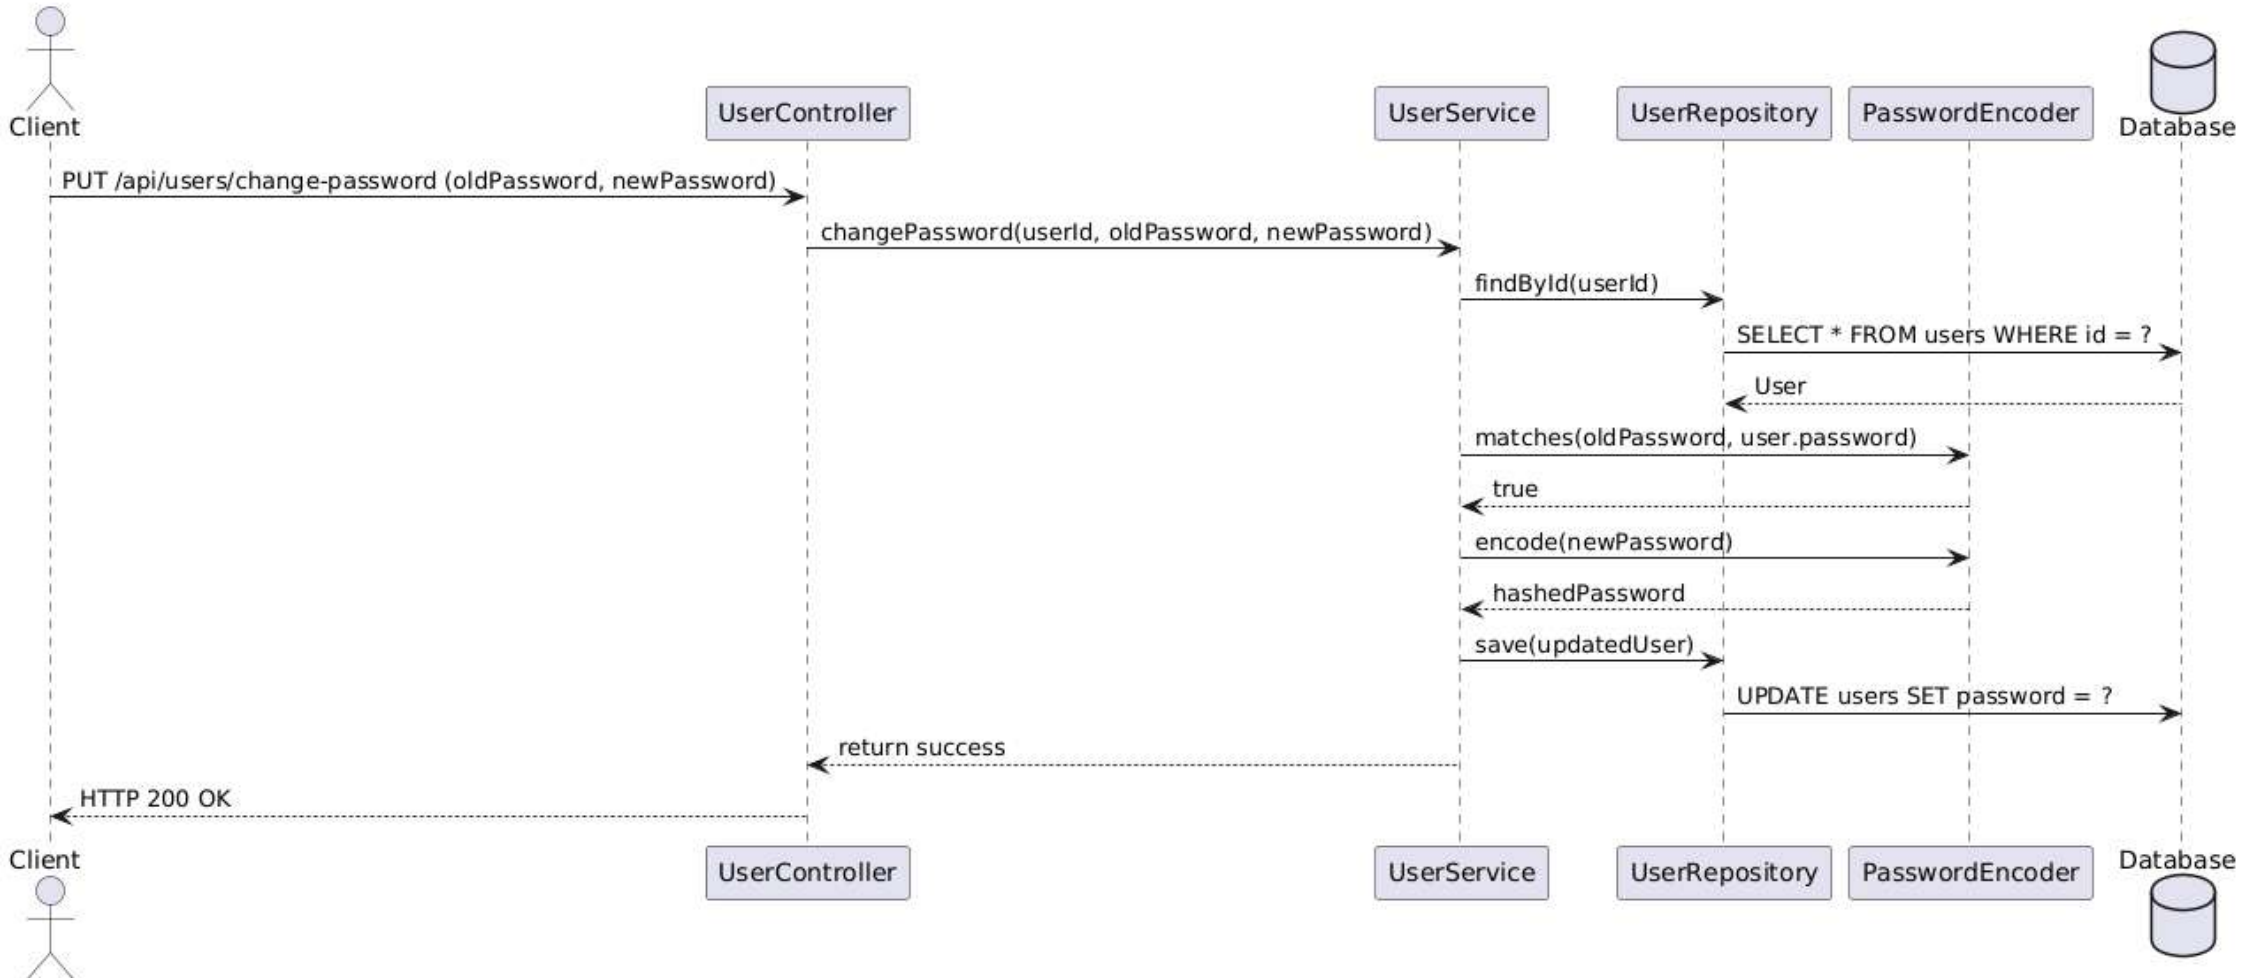 Client
UserController
UserService
UserRepository
PasswordEncoder
Database
PUT /api/users/change-password (oldPassword, newPassword)
changePassword(userId, oldPassword, newPassword)
findById(userId)
SELECT * FROM users WHERE id = ?
User
matches(oldPassword, user.password)
true
encode(newPassword)
hashedPassword
save(updatedUser)
UPDATE users SET password = ?
return success
HTTP 200 OK
Client
UserController
UserService
UserRepository
PasswordEncoder
Database